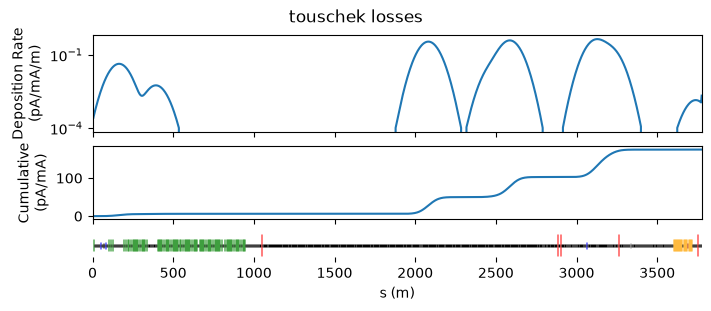 touschek losses
Deposition Rate
(pA/mA/m)
10⁻¹
10⁻⁴
Cumulative
(pA/mA)
100
0
0 500 1000 1500 2000 2500 3000 3500
s (m)